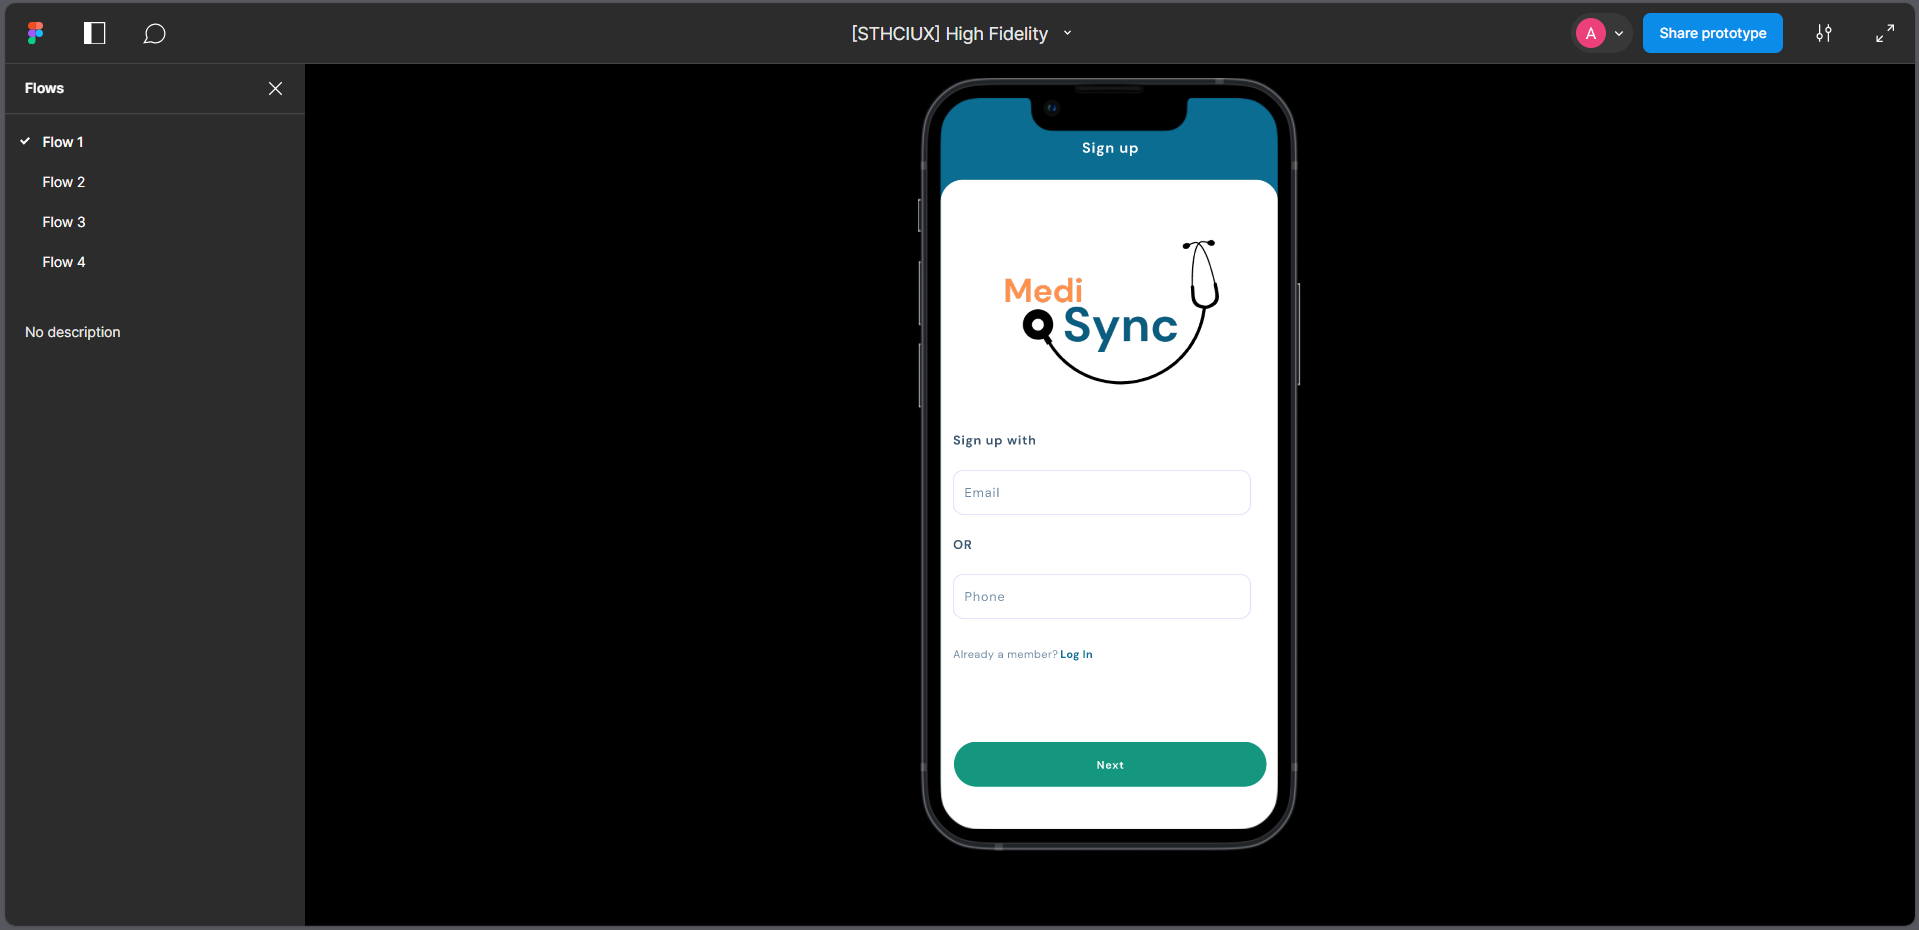 [STHCIUX] High Fidelity
A
Share prototype
Flows
Flow 1
Flow 2
Flow 3
Flow 4
No description
Sign up
Medi
Sync
Sign up with
Email
OR
Phone
Already a member? Log In
Next